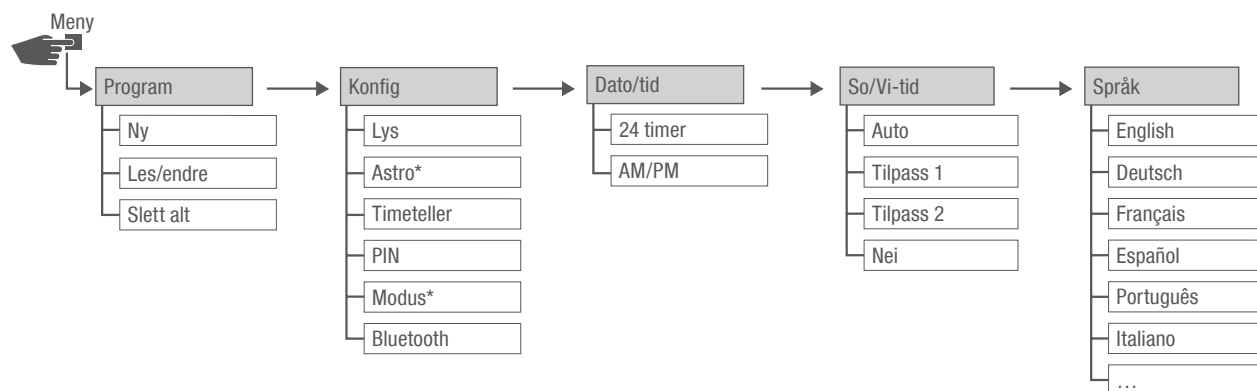 Meny
Program
Ny
Les/endre
Slett alt
Konfig
Lys
Astro*
Timeteller
PIN
Modus*
Bluetooth
Dato/tid
24 timer
AM/PM
So/Vi-tid
Auto
Tilpass 1
Tilpass 2
Nei
Språk
English
Deutsch
Français
Español
Português
Italiano
…